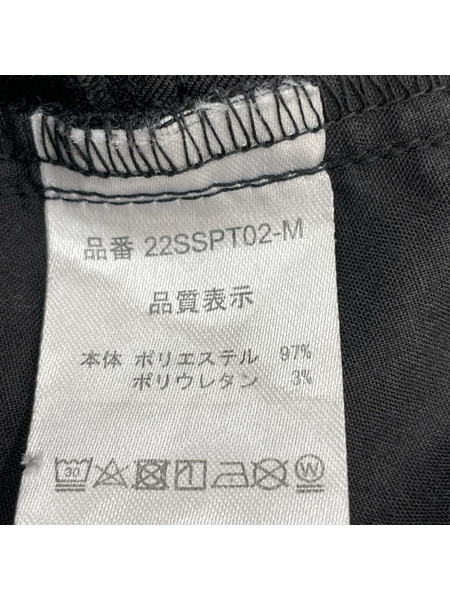 品番 22SSPT02-M
品質表示
本体 ポリエステル 97%
ポリウレタン 3%
30 W